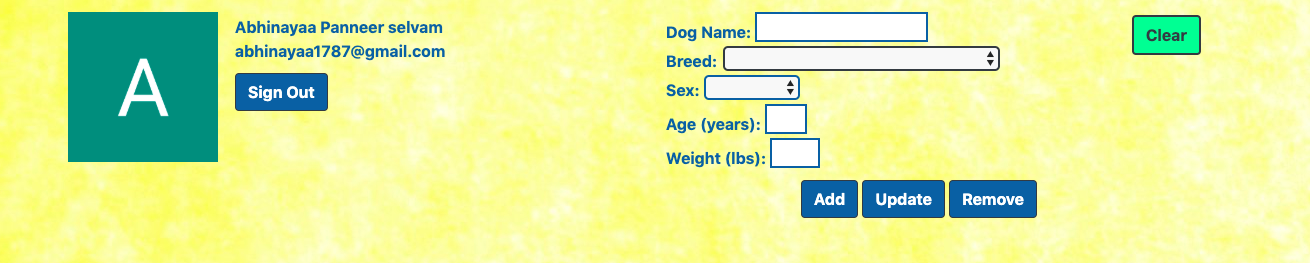 A
Abhinayaa Panneer selvam
abhinayaa1787@gmail.com
Sign Out
Dog Name:
Breed:
Sex:
Age (years):
Weight (lbs):
Add Update Remove
Clear